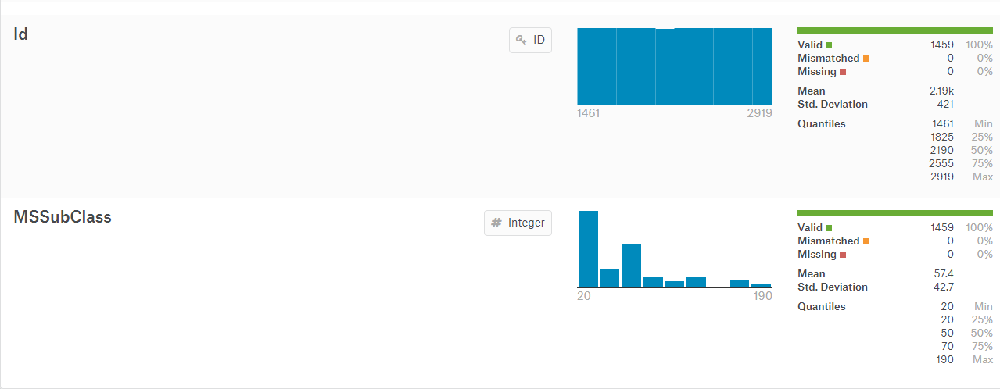 Id
ID
1461 2919
Valid 1459 100%
Mismatched 0 0%
Missing 0 0%
Mean 2.19k
Std. Deviation 421
Quantiles 1461 Min
1825 25%
2190 50%
2555 75%
2919 Max
MSSubClass
# Integer
20 190
Valid 1459 100%
Mismatched 0 0%
Missing 0 0%
Mean 57.4
Std. Deviation 42.7
Quantiles 20 Min
20 25%
50 50%
70 75%
190 Max